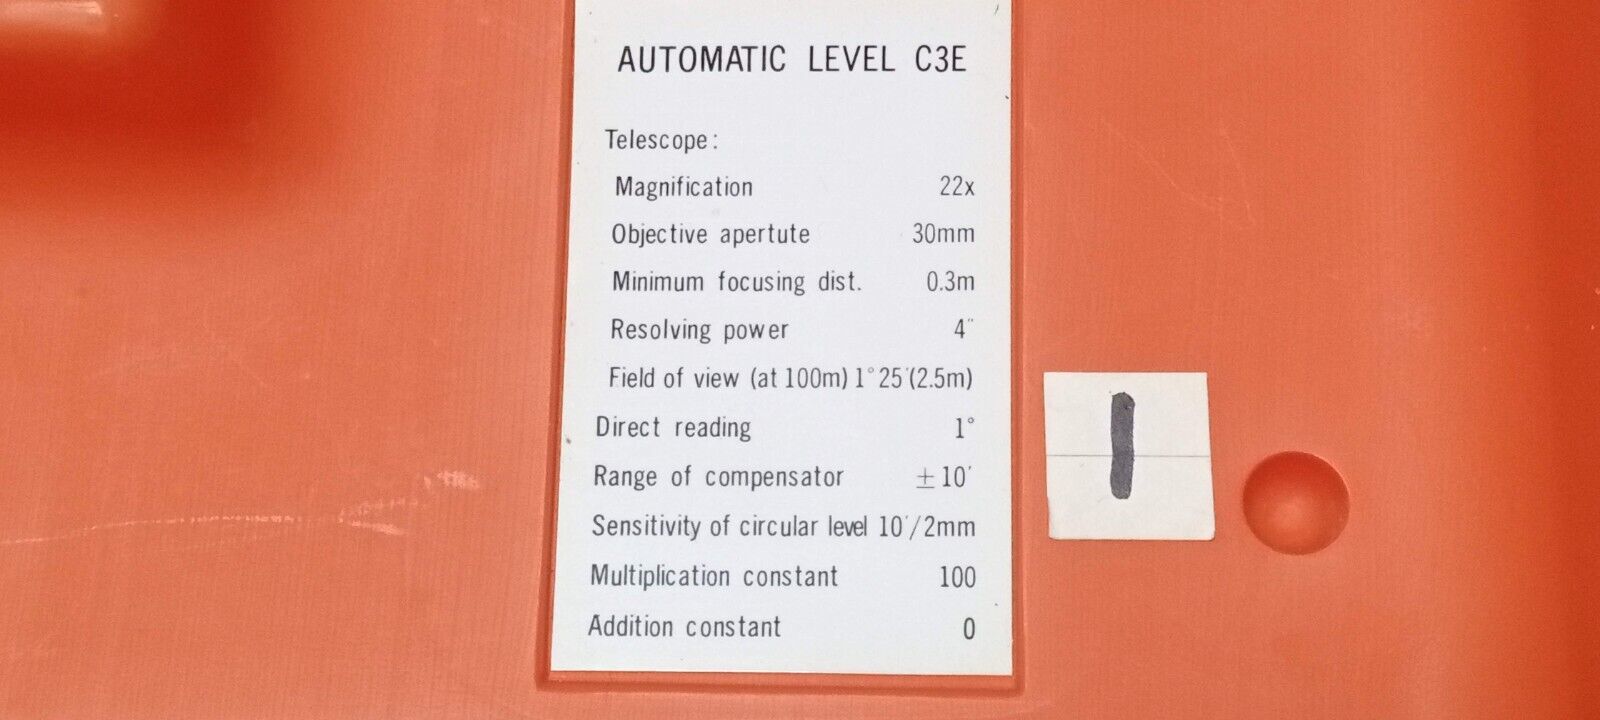 AUTOMATIC LEVEL C3E
Telescope:
Magnification 22x
Objective apertute 30mm
Minimum focusing dist. 0.3m
Resolving power 4"
Field of view (at 100m) 1° 25'(2.5m)
Direct reading 1°
Range of compensator ±10'
Sensitivity of circular level 10'/2mm
Multiplication constant 100
Addition constant 0
1